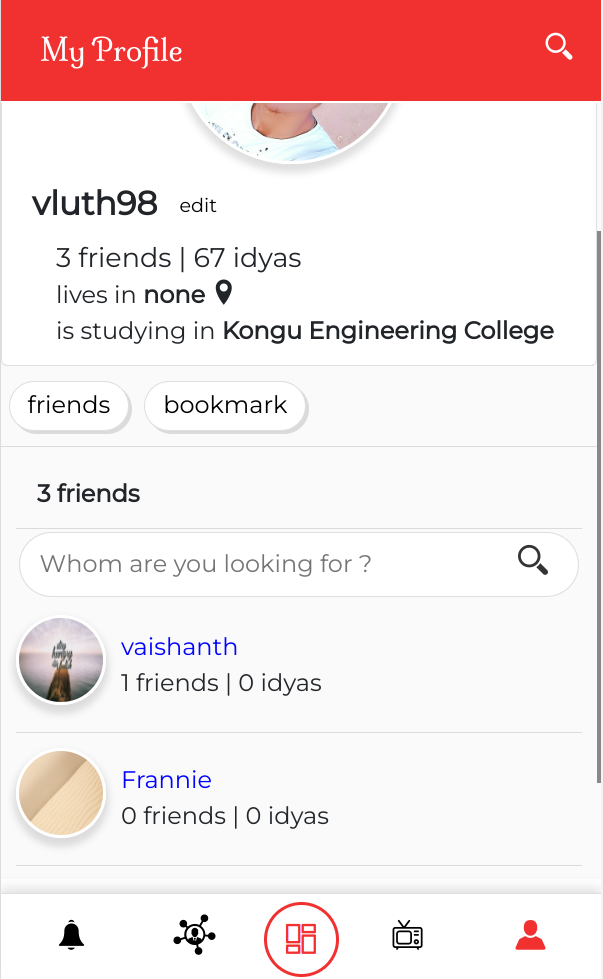 My Profile
vluth98 edit
3 friends | 67 idyas
lives in none
is studying in Kongu Engineering College
friends bookmark
3 friends
Whom are you looking for ?
vaishanth
1 friends | 0 idyas
Frannie
0 friends | 0 idyas